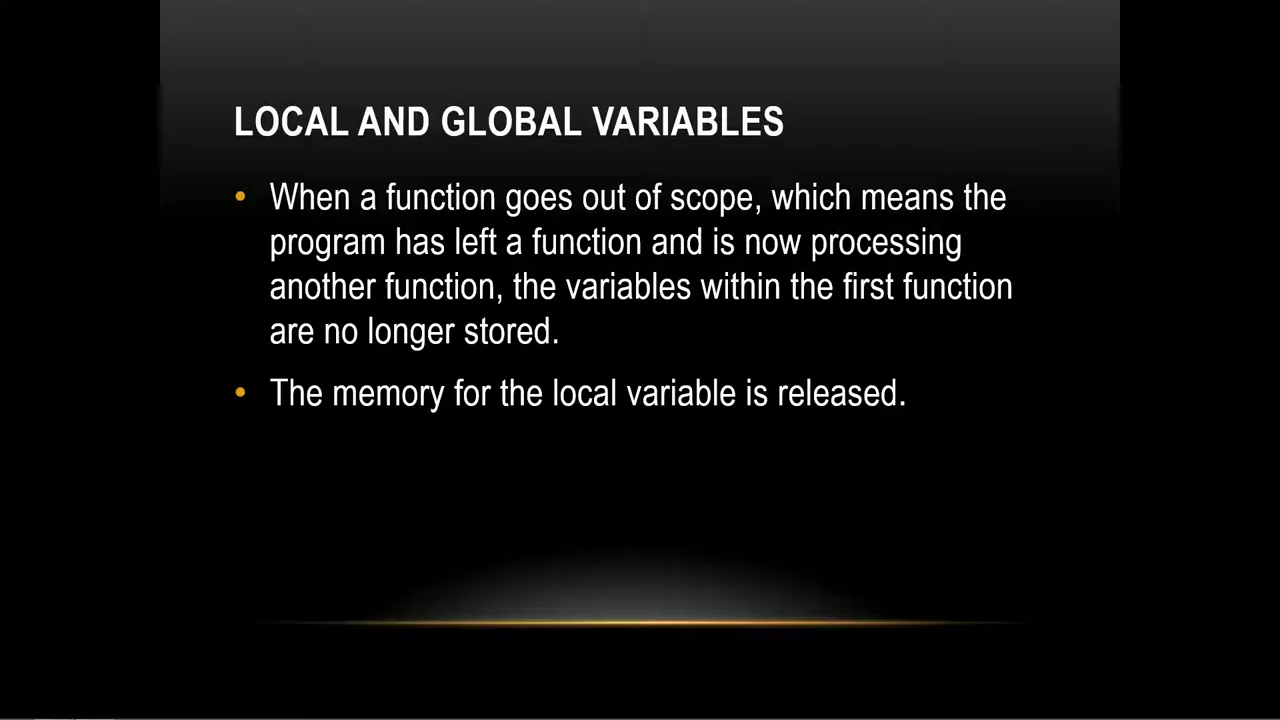 LOCAL AND GLOBAL VARIABLES
• When a function goes out of scope, which means the
program has left a function and is now processing
another function, the variables within the first function
are no longer stored.
• The memory for the local variable is released.